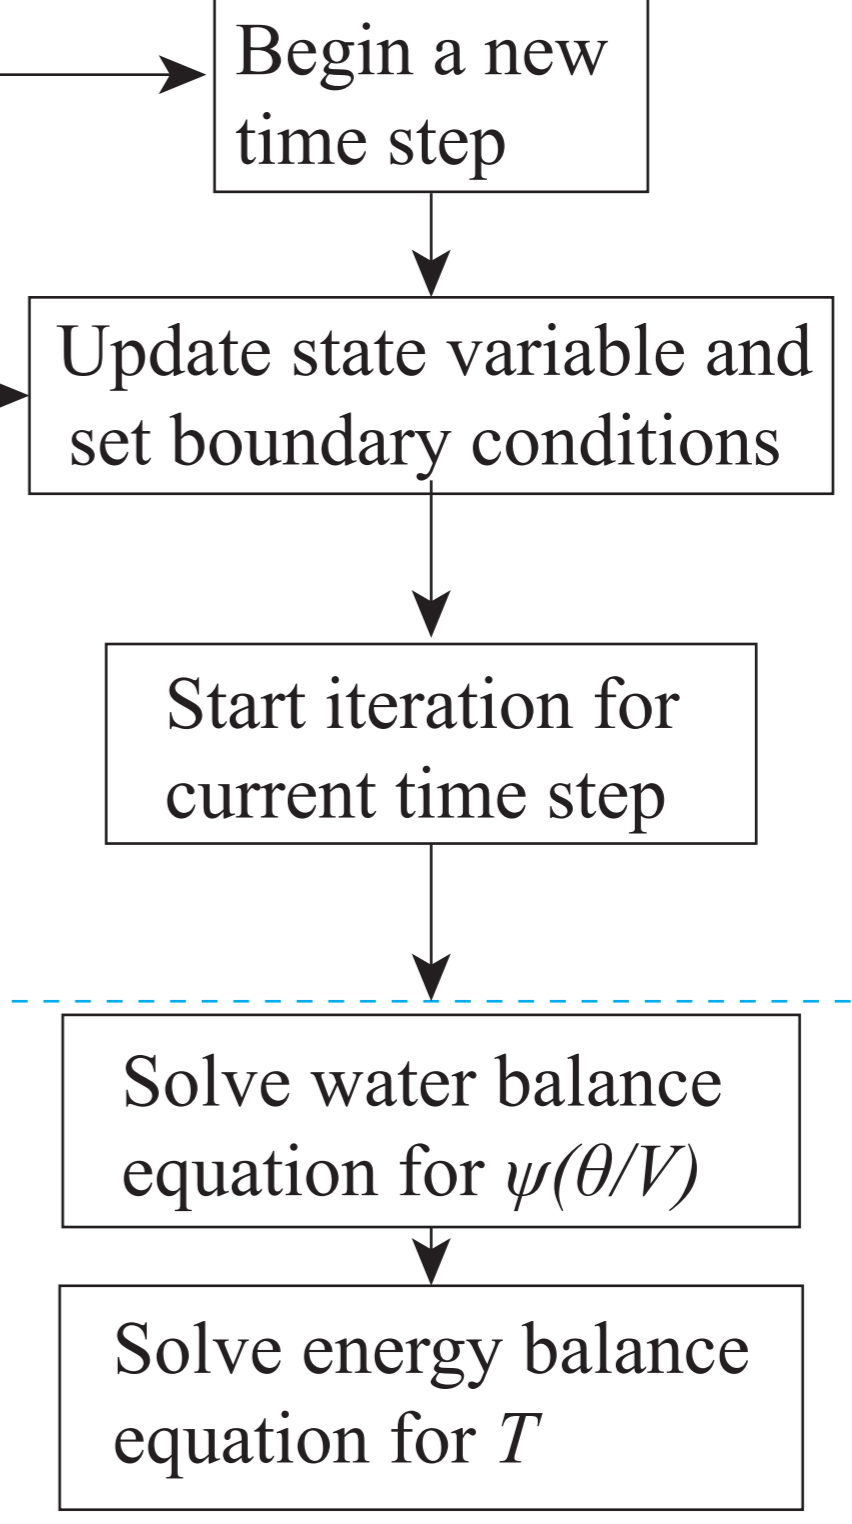 Begin a new
time step
Update state variable and
set boundary conditions
Start iteration for
current time step
Solve water balance
equation for ψ(θ/V)
Solve energy balance
equation for T